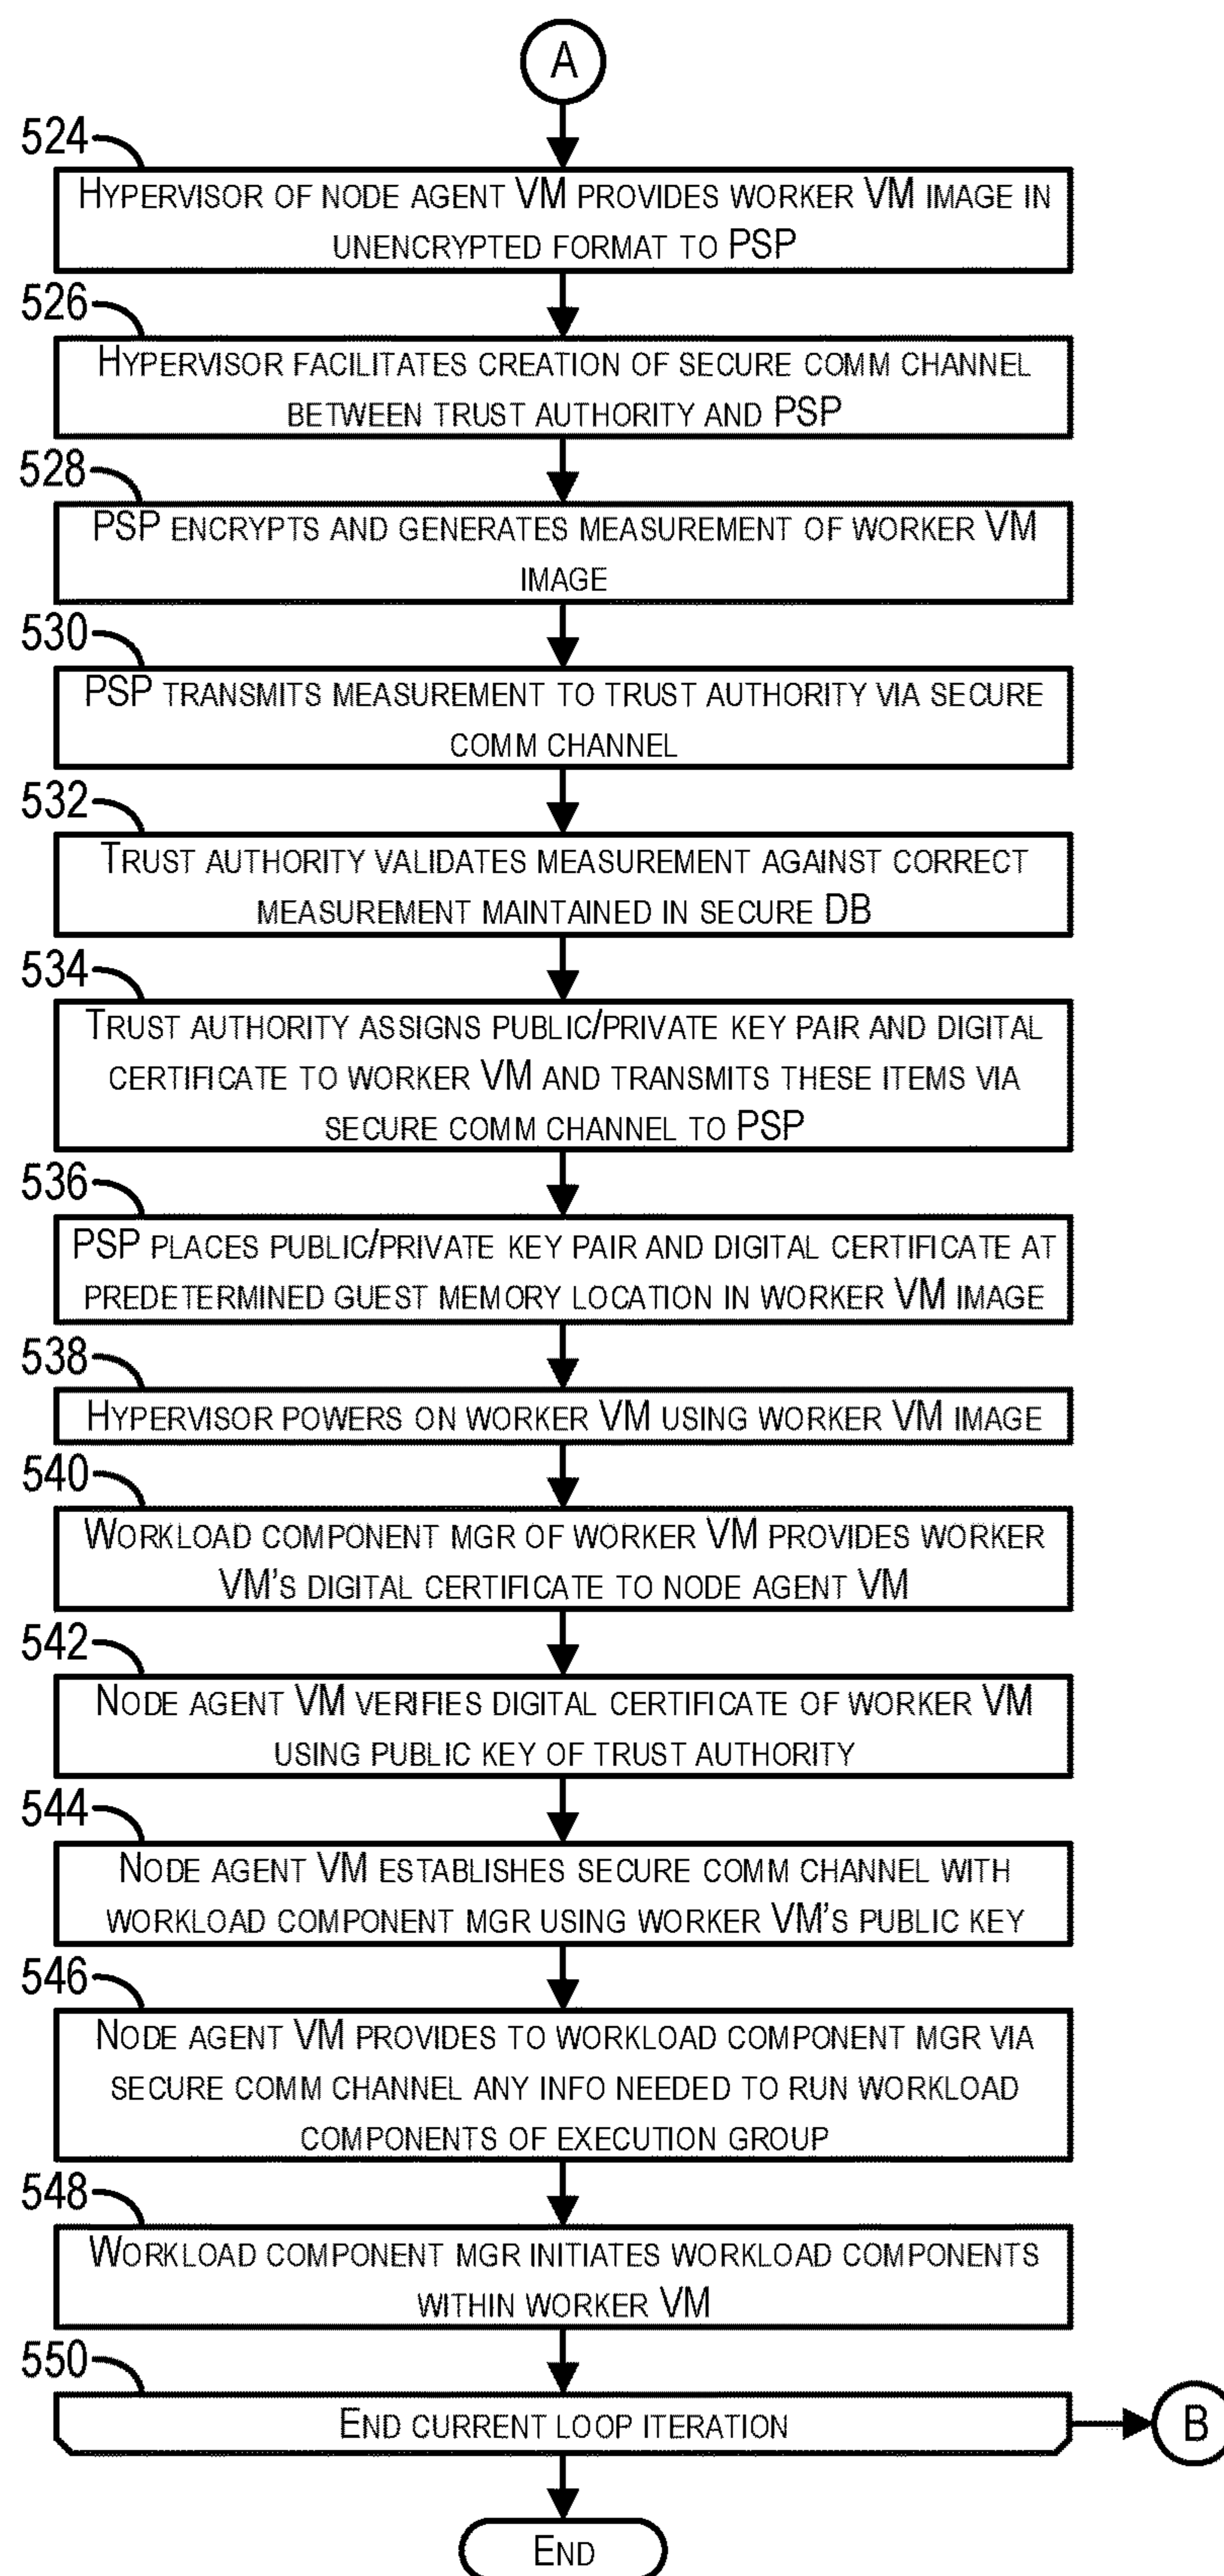 A
524
HYPERVISOR OF NODE AGENT VM PROVIDES WORKER VM IMAGE IN
UNENCRYPTED FORMAT TO PSP
526
HYPERVISOR FACILITATES CREATION OF SECURE COMM CHANNEL
BETWEEN TRUST AUTHORITY AND PSP
528
PSP ENCRYPTS AND GENERATES MEASUREMENT OF WORKER VM
IMAGE
530
PSP TRANSMITS MEASUREMENT TO TRUST AUTHORITY VIA SECURE
COMM CHANNEL
532
TRUST AUTHORITY VALIDATES MEASUREMENT AGAINST CORRECT
MEASUREMENT MAINTAINED IN SECURE DB
534
TRUST AUTHORITY ASSIGNS PUBLIC/PRIVATE KEY PAIR AND DIGITAL
CERTIFICATE TO WORKER VM AND TRANSMITS THESE ITEMS VIA
SECURE COMM CHANNEL TO PSP
536
PSP PLACES PUBLIC/PRIVATE KEY PAIR AND DIGITAL CERTIFICATE AT
PREDETERMINED GUEST MEMORY LOCATION IN WORKER VM IMAGE
538
HYPERVISOR POWERS ON WORKER VM USING WORKER VM IMAGE
540
WORKLOAD COMPONENT MGR OF WORKER VM PROVIDES WORKER
VM'S DIGITAL CERTIFICATE TO NODE AGENT VM
542
NODE AGENT VM VERIFIES DIGITAL CERTIFICATE OF WORKER VM
USING PUBLIC KEY OF TRUST AUTHORITY
544
NODE AGENT VM ESTABLISHES SECURE COMM CHANNEL WITH
WORKLOAD COMPONENT MGR USING WORKER VM'S PUBLIC KEY
546
NODE AGENT VM PROVIDES TO WORKLOAD COMPONENT MGR VIA
SECURE COMM CHANNEL ANY INFO NEEDED TO RUN WORKLOAD
COMPONENTS OF EXECUTION GROUP
548
WORKLOAD COMPONENT MGR INITIATES WORKLOAD COMPONENTS
WITHIN WORKER VM
550
END CURRENT LOOP ITERATION
B
END